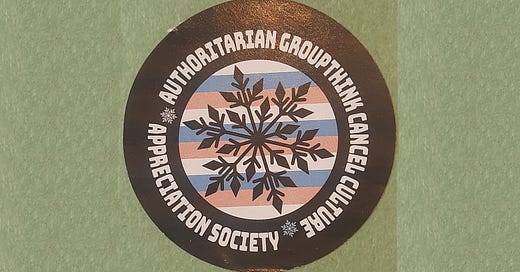 AUTHORITARIAN GROUPTHINK CANCEL CULTURE
APPRECIATION SOCIETY